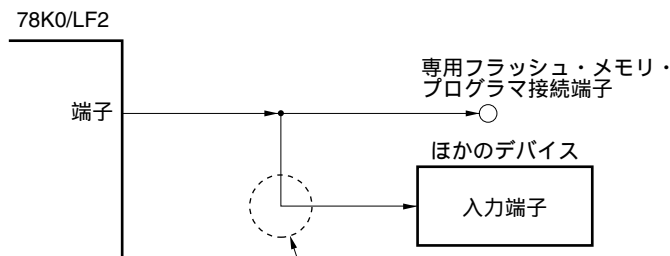 78K0/LF2
専用フラッシュ・メモリ・
プログラマ接続端子
端子
ほかのデバイス
入力端子